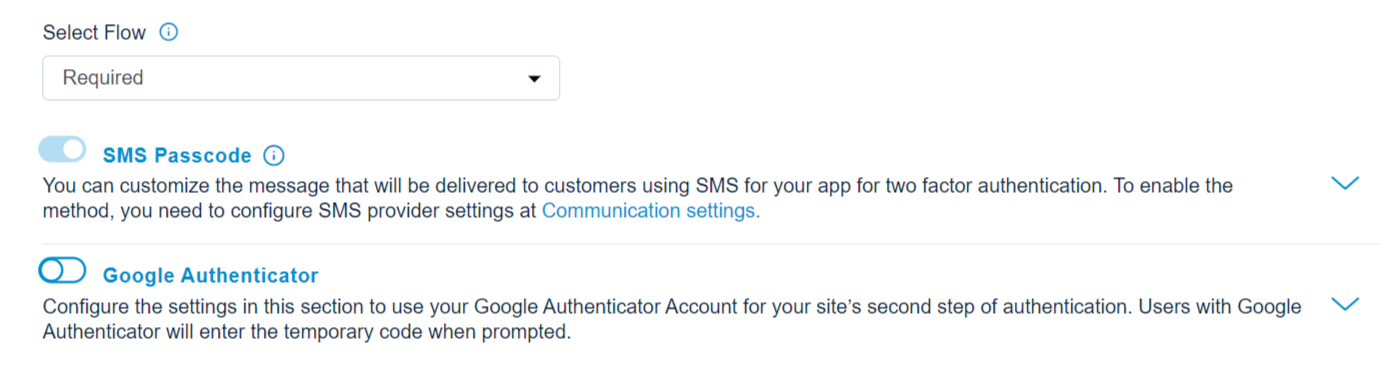 Select Flow
Required
SMS Passcode
You can customize the message that will be delivered to customers using SMS for your app for two factor authentication. To enable the
method, you need to configure SMS provider settings at Communication settings.
Google Authenticator
Configure the settings in this section to use your Google Authenticator Account for your site’s second step of authentication. Users with Google
Authenticator will enter the temporary code when prompted.